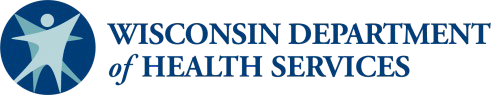 WISCONSIN DEPARTMENT
of HEALTH SERVICES